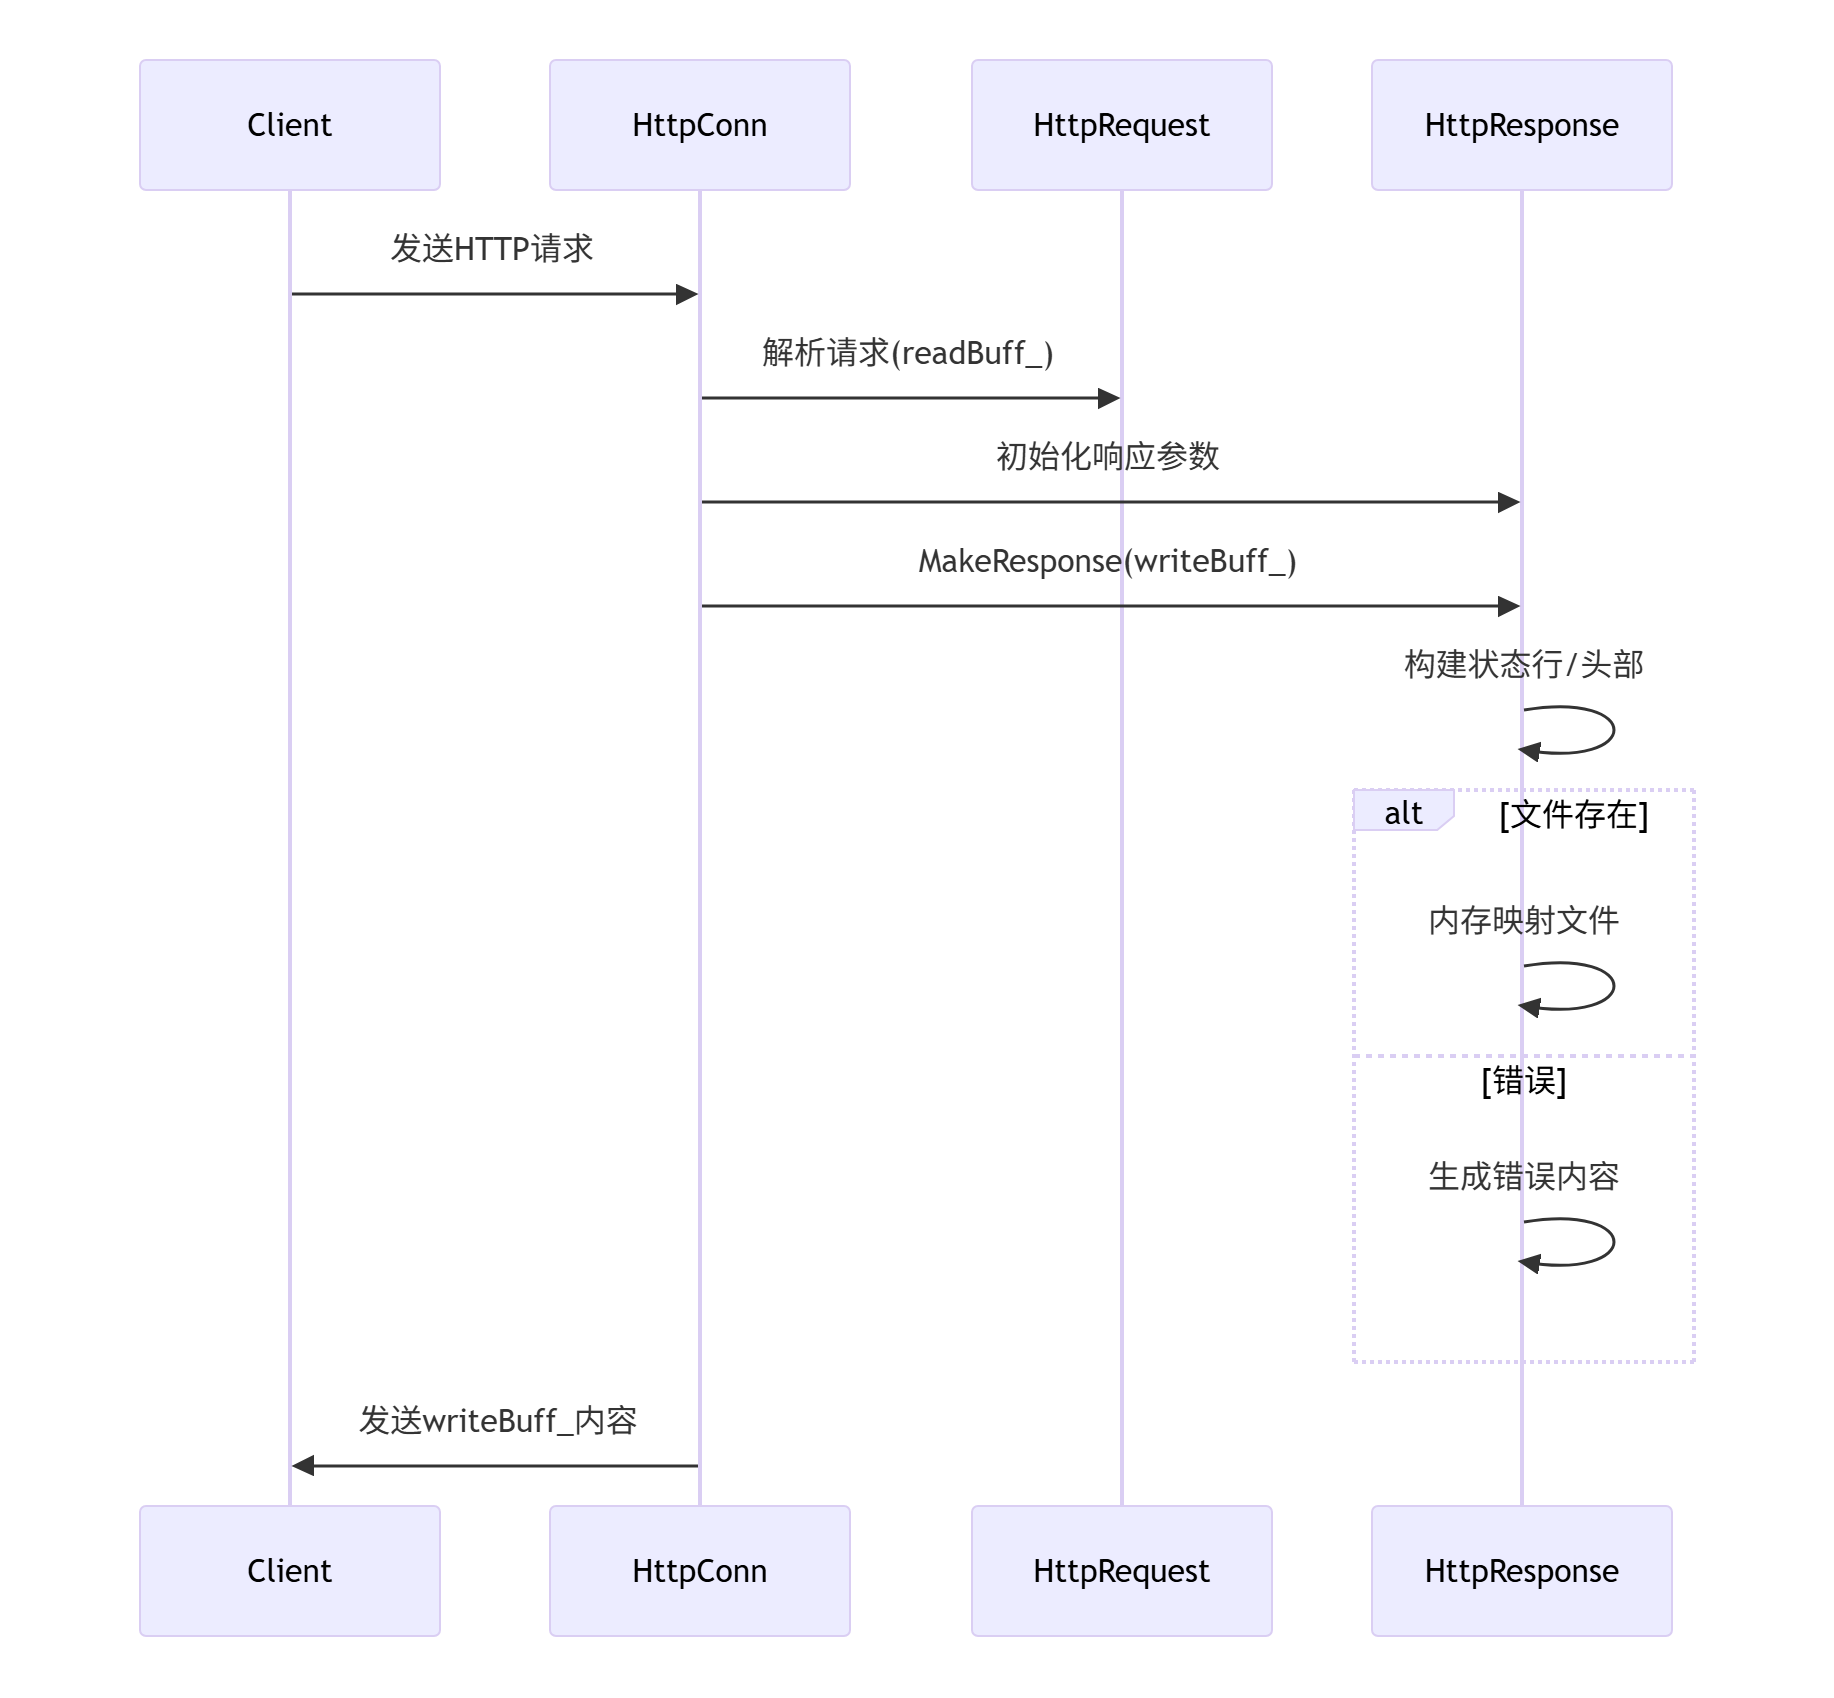 Client
HttpConn
HttpRequest
HttpResponse
发送HTTP请求
解析请求(readBuff_)
初始化响应参数
MakeResponse(writeBuff_)
构建状态行/头部
alt
[文件存在]
内存映射文件
[错误]
生成错误内容
发送writeBuff_内容
Client
HttpConn
HttpRequest
HttpResponse